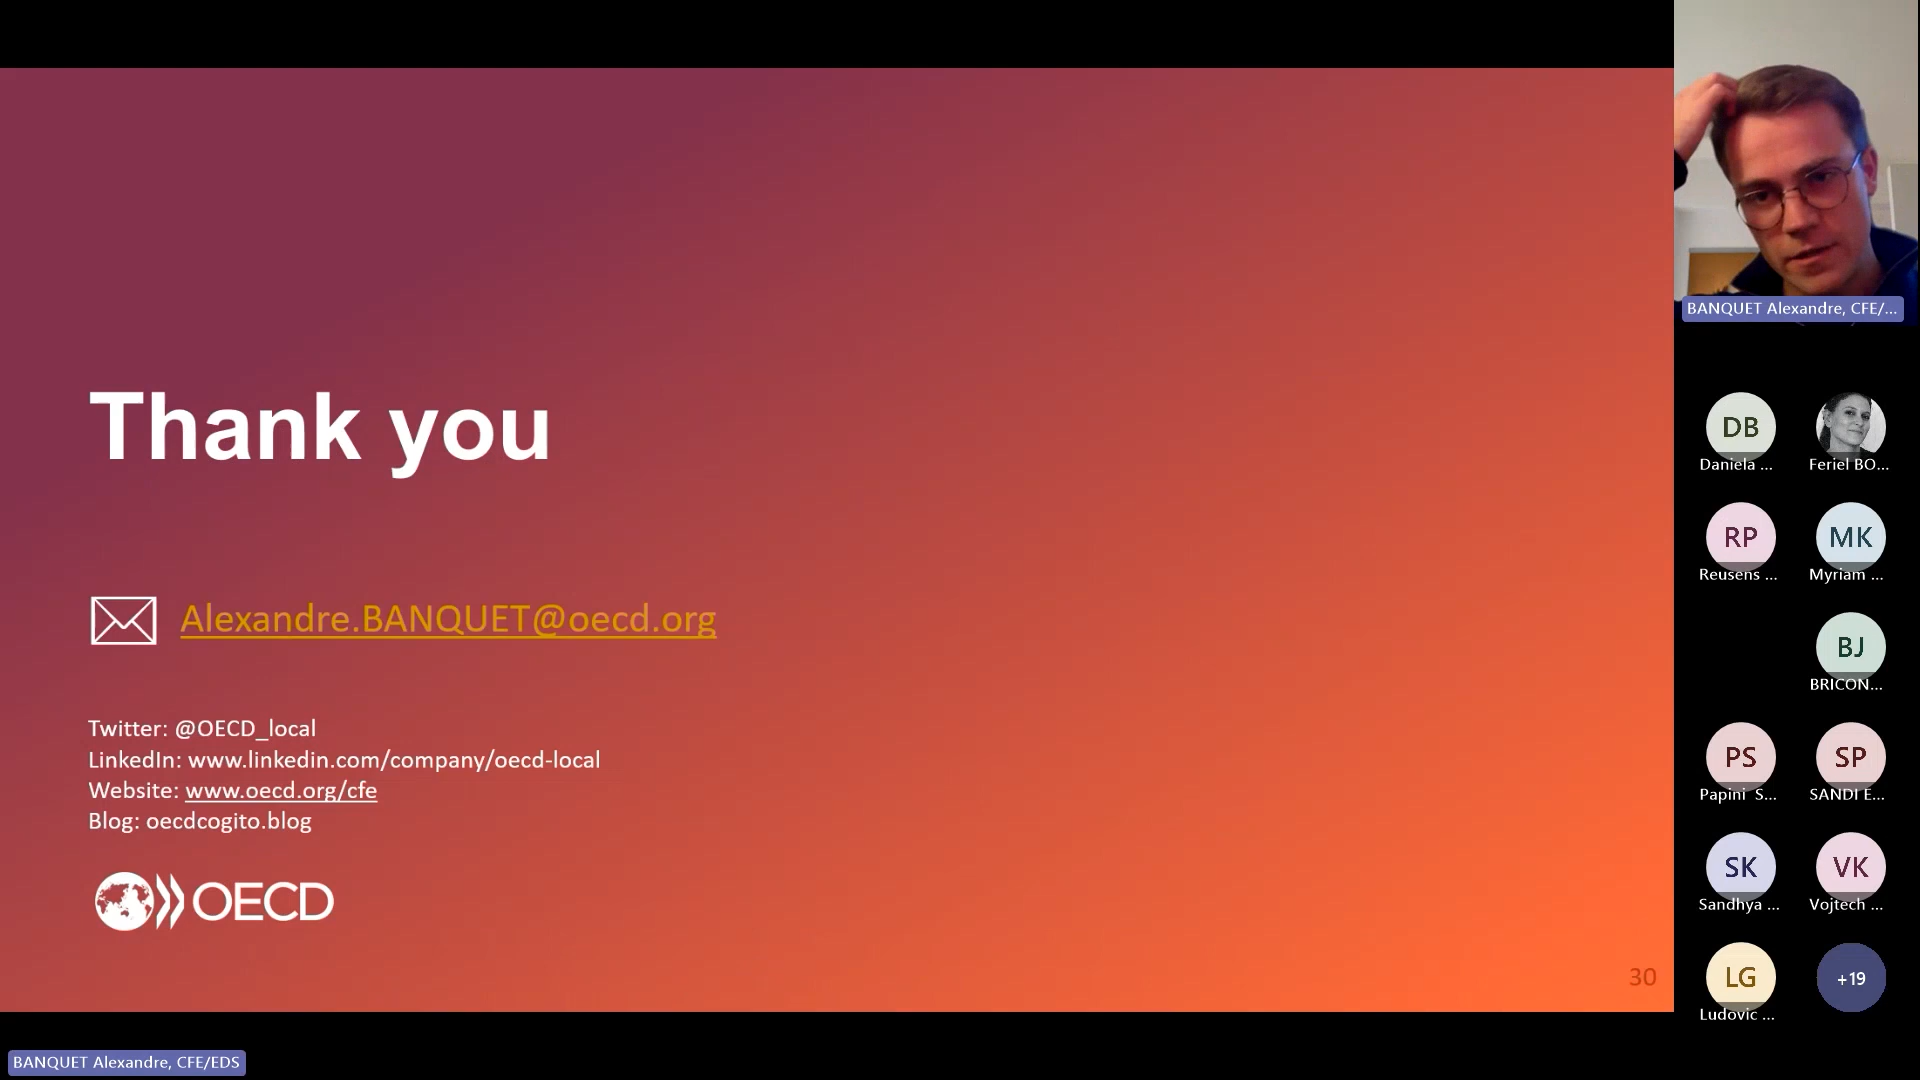 Thank you
Alexandre.BANQUET@oecd.org
Twitter: @OECD_local
LinkedIn: www.linkedin.com/company/oecd-local
Website: www.oecd.org/cfe
Blog: oecdcogito.blog
OECD
30
BANQUET Alexandre, CFE/EDS
BANQUET Alexandre, CFE/...
DB
Daniela ...
Feriel BO...
RP
Reusens ...
MK
Myriam ...
BJ
BRICON...
PS
Papini S...
SP
SANDI E...
SK
Sandhya ...
VK
Vojtech ...
LG
Ludovic ...
+19